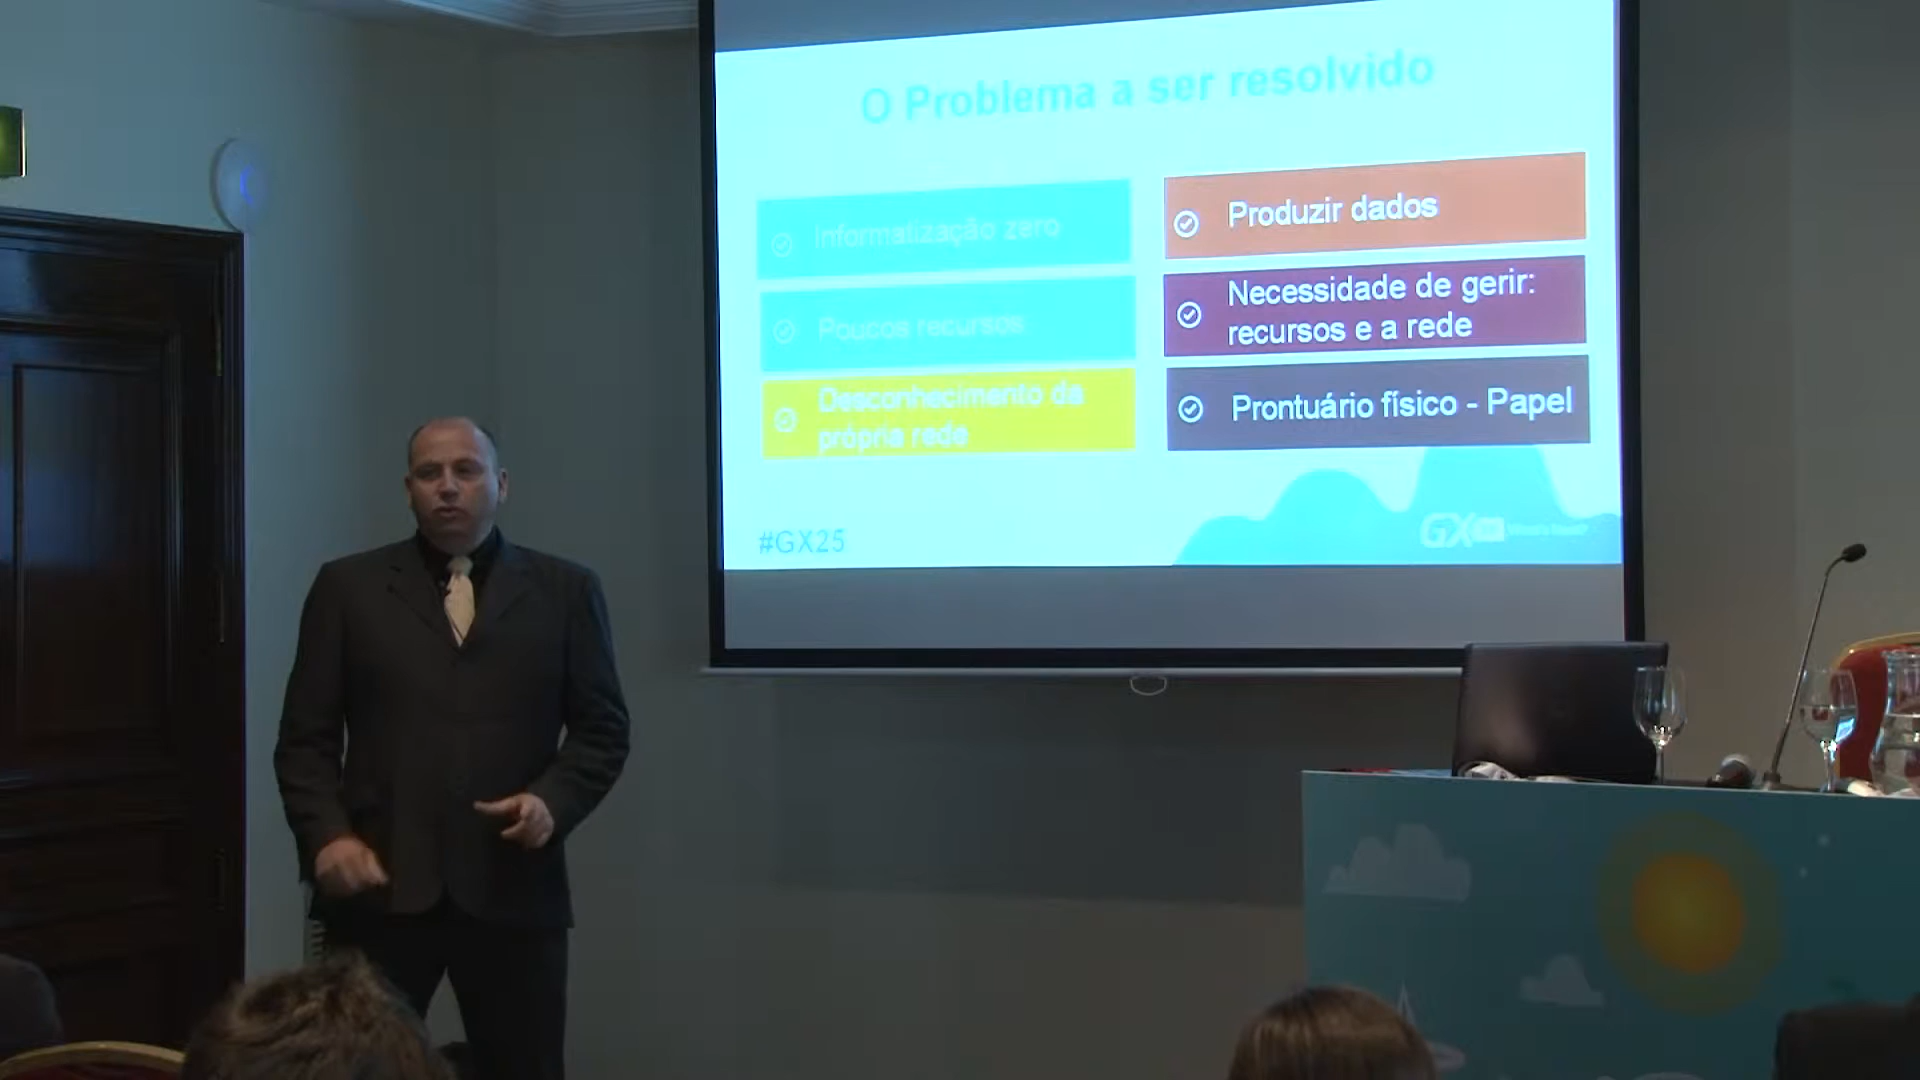 O Problema a ser resolvido
Informatização zero
Poucos recursos
Desconhecimento da
própria rede
Produzir dados
Necessidade de gerir:
recursos e a rede
Prontuário físico - Papel
#GX25
GX